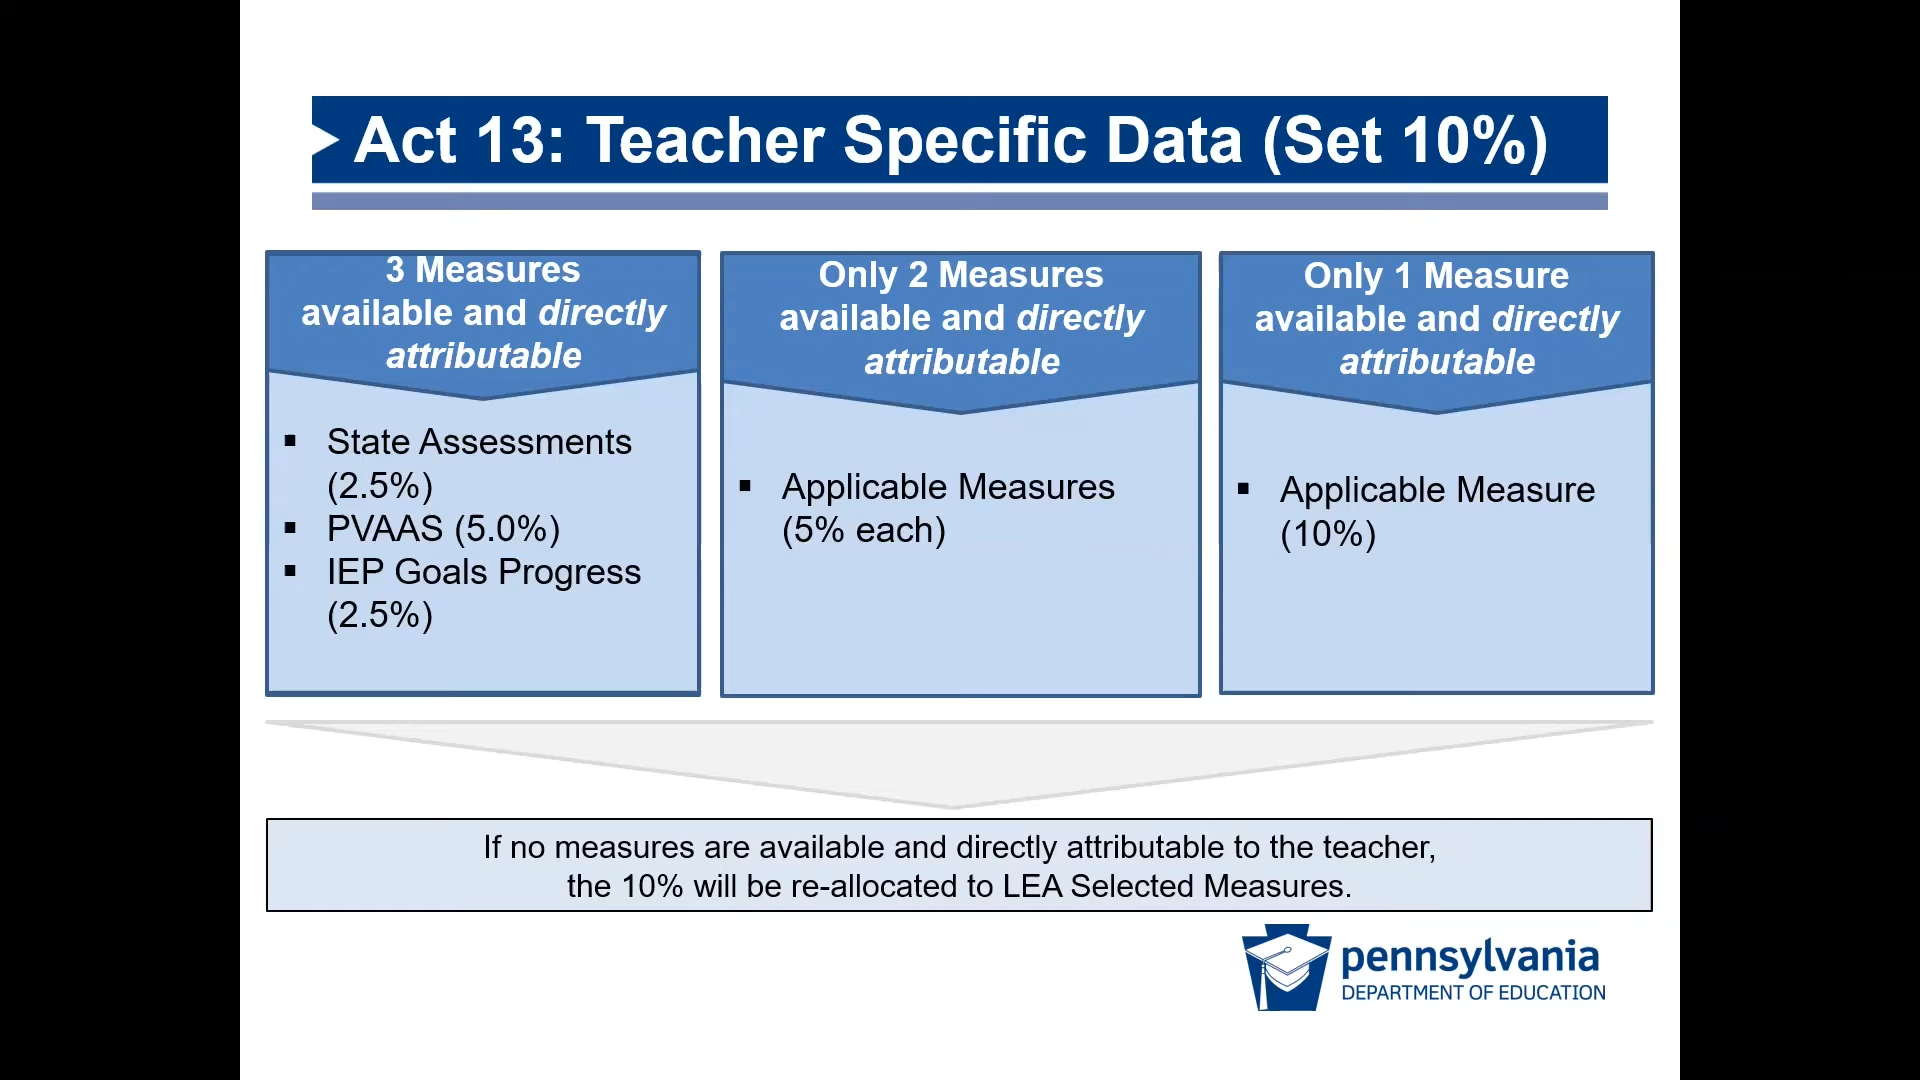 Act 13: Teacher Specific Data (Set 10%)
3 Measures
available and directly
attributable
▪ State Assessments
(2.5%)
▪ PVAAS (5.0%)
▪ IEP Goals Progress
(2.5%)
Only 2 Measures
available and directly
attributable
▪ Applicable Measures
(5% each)
Only 1 Measure
available and directly
attributable
▪ Applicable Measure
(10%)
If no measures are available and directly attributable to the teacher,
the 10% will be re-allocated to LEA Selected Measures.
pennsylvania
DEPARTMENT OF EDUCATION